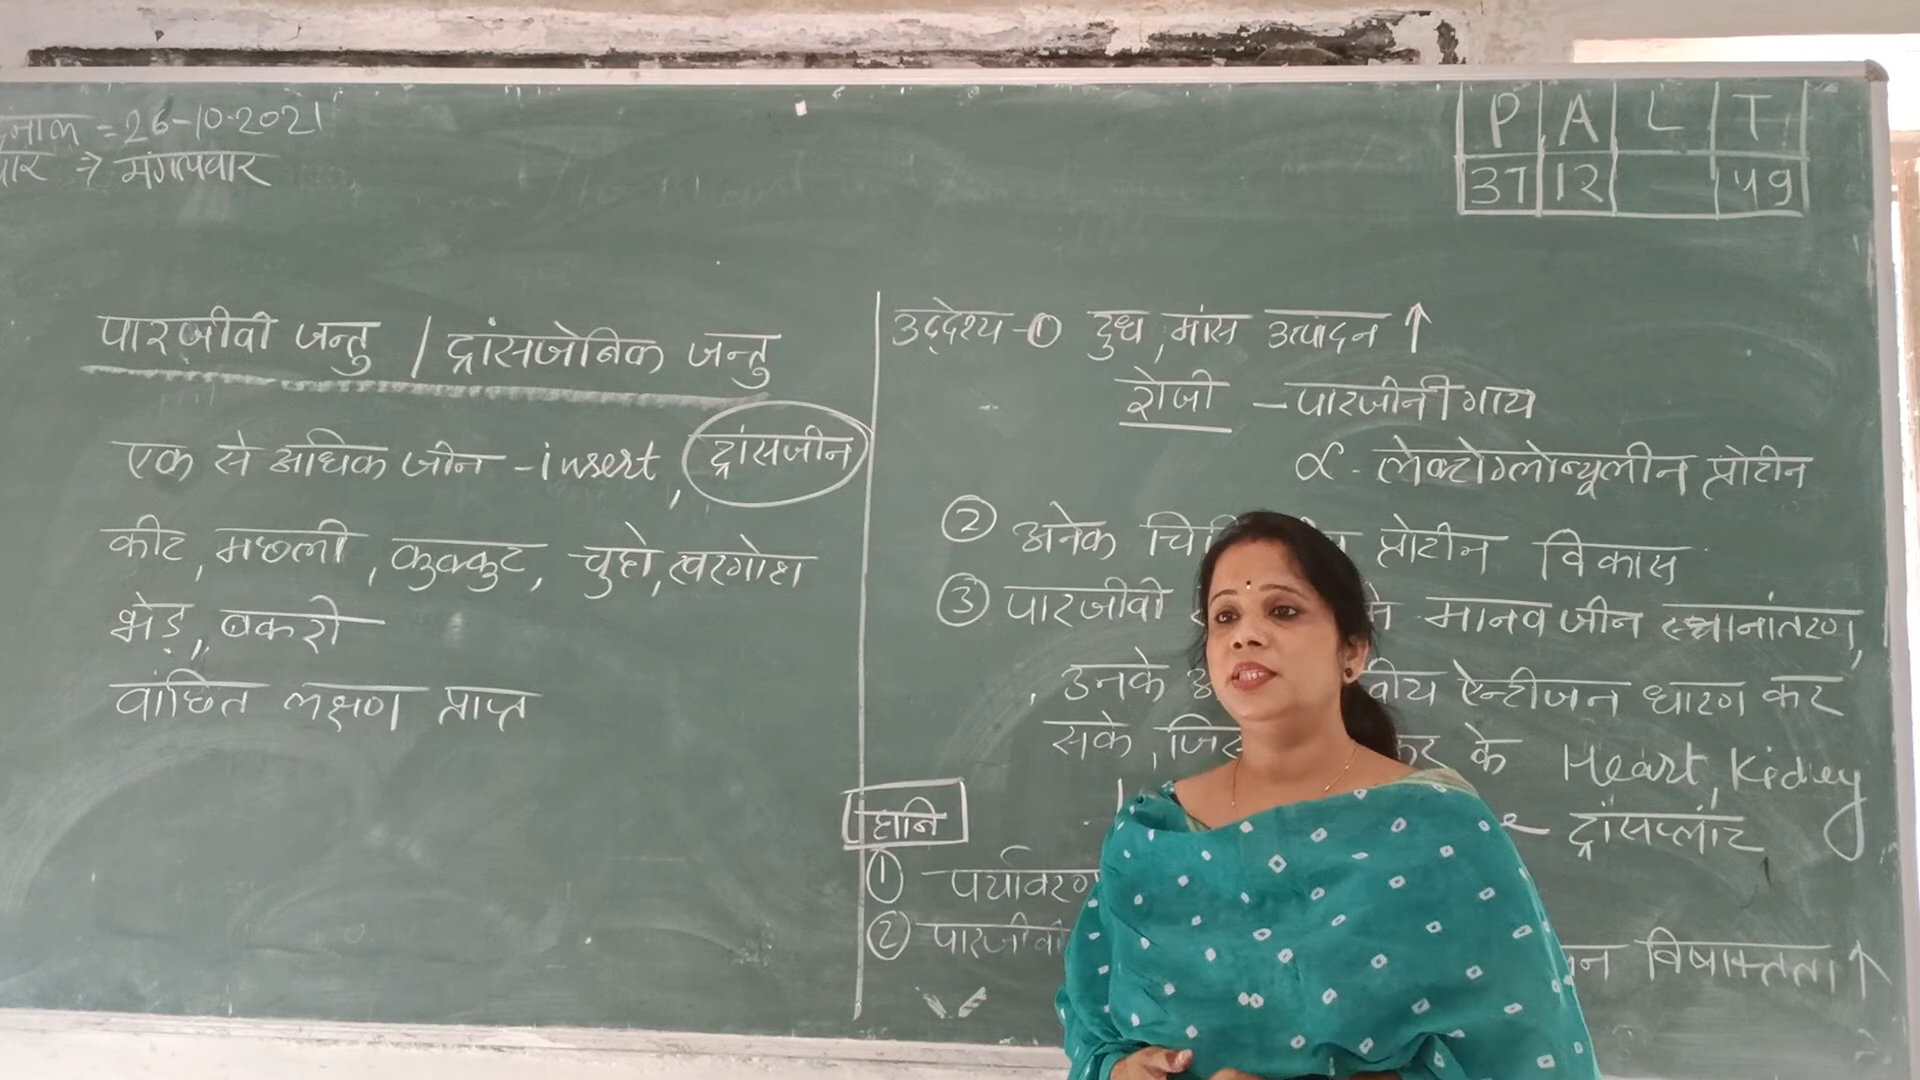 = 26-10-2021
वार → मंगलवार
P A L T
37 12 49
पारजीवी जन्तु / ट्रांसजेनिक जन्तु
एक से अधिक जीन - insert, ट्रांसजीन
कीट, मछली, कुक्कुट, चुहो, खरगोश
भेड़, बकरी
वांछित लक्षण प्राप्त
उद्देश्य - ① दुध, मांस उत्पादन ↑
रोजी - पारजीनी गाय
α - लेक्टोग्लोब्यूलीन प्रोटीन
② अनेक प्रोटीन विकास
③ पारजीवी मानव जीन स्थानांतरण,
उनके ऐन्टीजन धारण कर
सके, के Heart, Kidney
ट्रांसप्लांट
हानि
① पर्यावरण
② पारजीवी विषाक्तता ↑